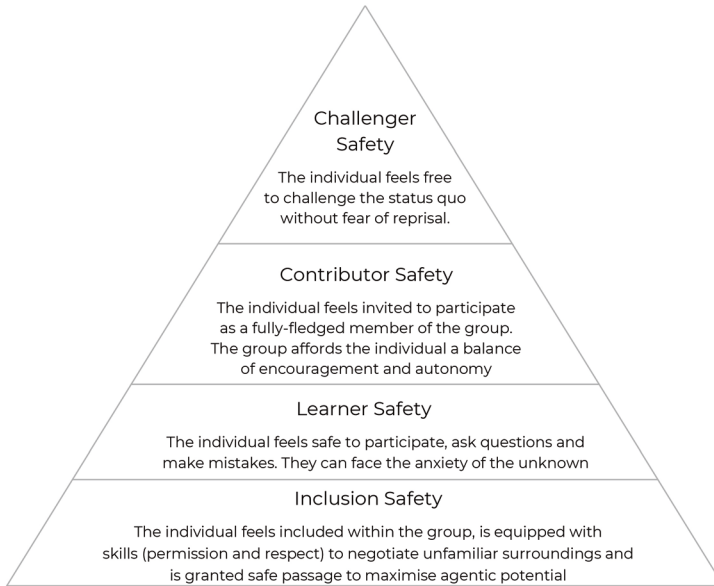 Challenger
Safety
The individual feels free
to challenge the status quo
without fear of reprisal.
Contributor Safety
The individual feels invited to participate
as a fully-fledged member of the group.
The group affords the individual a balance
of encouragement and autonomy
Learner Safety
The individual feels safe to participate, ask questions and
make mistakes. They can face the anxiety of the unknown
Inclusion Safety
The individual feels included within the group, is equipped with
skills (permission and respect) to negotiate unfamiliar surroundings and
is granted safe passage to maximise agentic potential